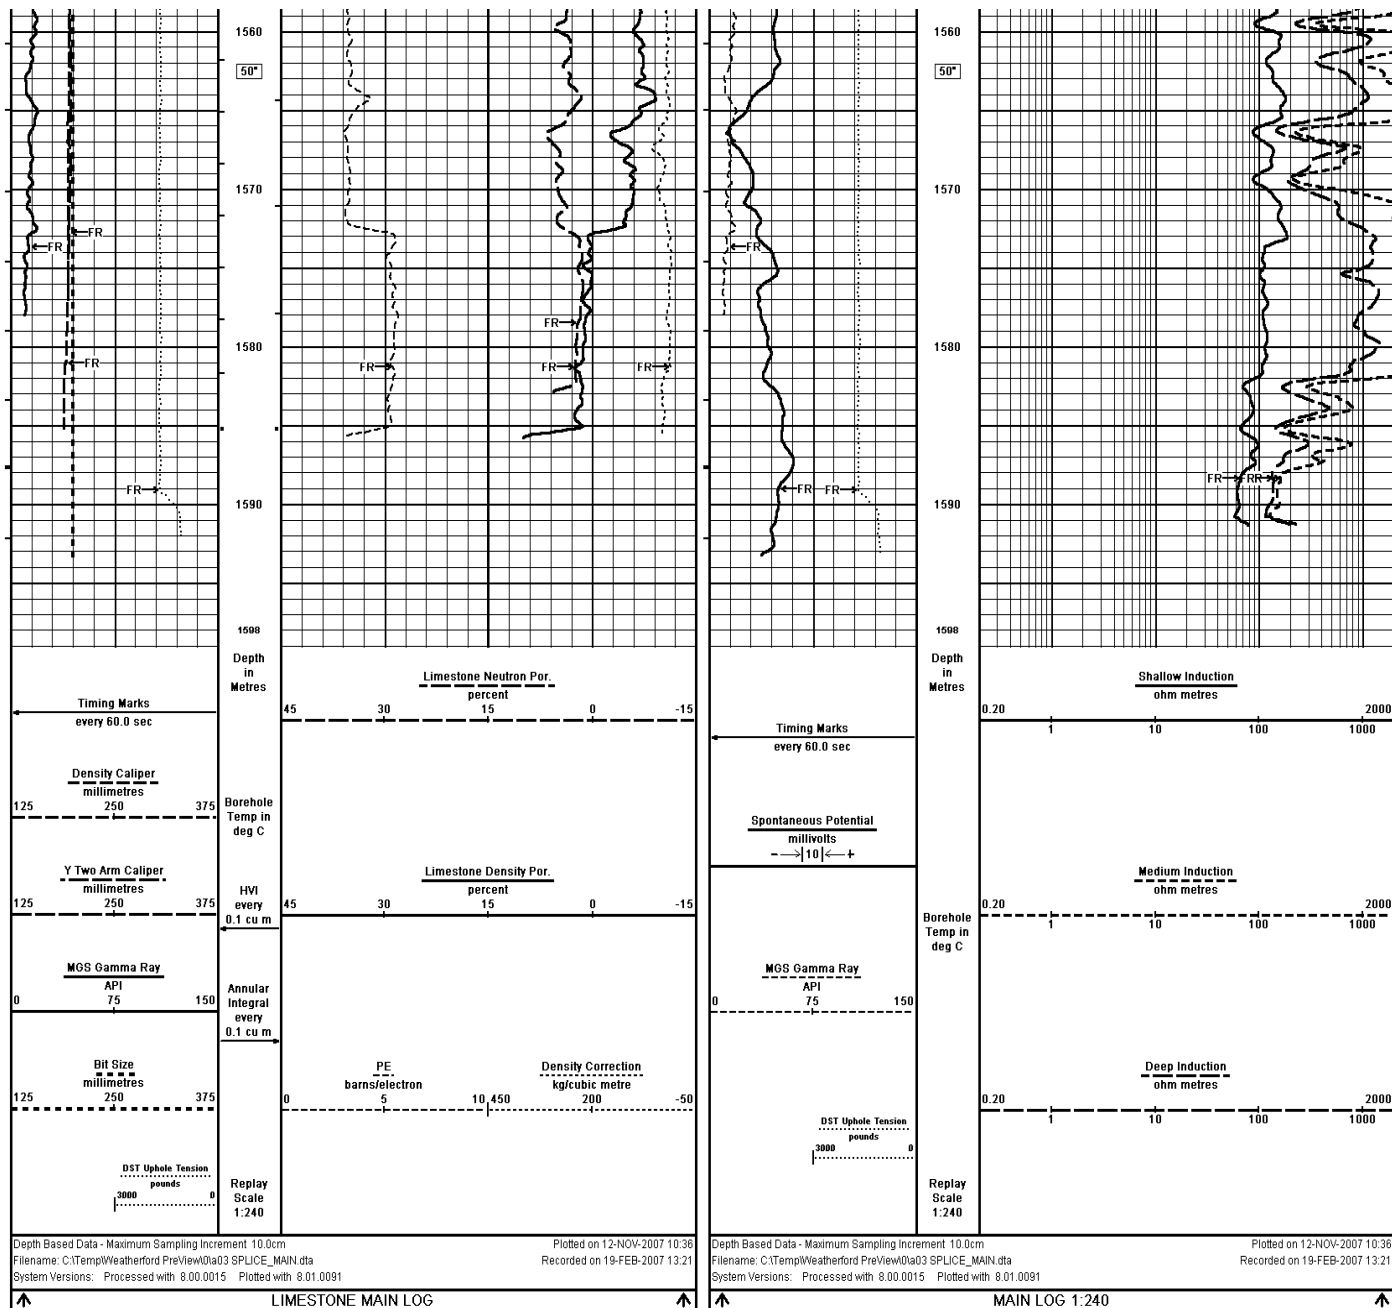 1560
50°
1570
FR
FR
FR
FR
1580
FR
FR
FR
FR
1590
1598
Depth
in
Metres
Timing Marks
every 60.0 sec
Density Caliper
millimetres
125 250 375
Y Two Arm Caliper
millimetres
125 250 375
MGS Gamma Ray
API
0 75 150
Bit Size
millimetres
125 250 375
DST Uphole Tension
pounds
3000 0
Borehole
Temp in
deg C
HVI
every
0.1 cu m
Annular
Integral
every
0.1 cu m
Replay
Scale
1:240
Limestone Neutron Por.
percent
45 30 15 0 -15
Limestone Density Por.
percent
45 30 15 0 -15
PE
barns/electron
0 5 10
Density Correction
kg/cubic metre
450 200 -50
Depth Based Data - Maximum Sampling Increment 10.0cm
Plotted on 12-NOV-2007 10:36
Filename: C:\Temp\Weatherford PreView\0\a03 SPLICE_MAIN.dta
Recorded on 19-FEB-2007 13:21
System Versions: Processed with 8.00.0015 Plotted with 8.01.0091
LIMESTONE MAIN LOG
1560
50°
1570
FR
1580
FR
FR
FR
FRR
1590
1598
Depth
in
Metres
Timing Marks
every 60.0 sec
Spontaneous Potential
millivolts
- 10 +
MGS Gamma Ray
API
0 75 150
DST Uphole Tension
pounds
3000 0
Borehole
Temp in
deg C
Replay
Scale
1:240
Shallow Induction
ohm metres
0.20 2000
1 10 100 1000
Medium Induction
ohm metres
0.20 2000
1 10 100 1000
Deep Induction
ohm metres
0.20 2000
1 10 100 1000
Depth Based Data - Maximum Sampling Increment 10.0cm
Plotted on 12-NOV-2007 10:36
Filename: C:\Temp\Weatherford PreView\0\a03 SPLICE_MAIN.dta
Recorded on 19-FEB-2007 13:21
System Versions: Processed with 8.00.0015 Plotted with 8.01.0091
MAIN LOG 1:240